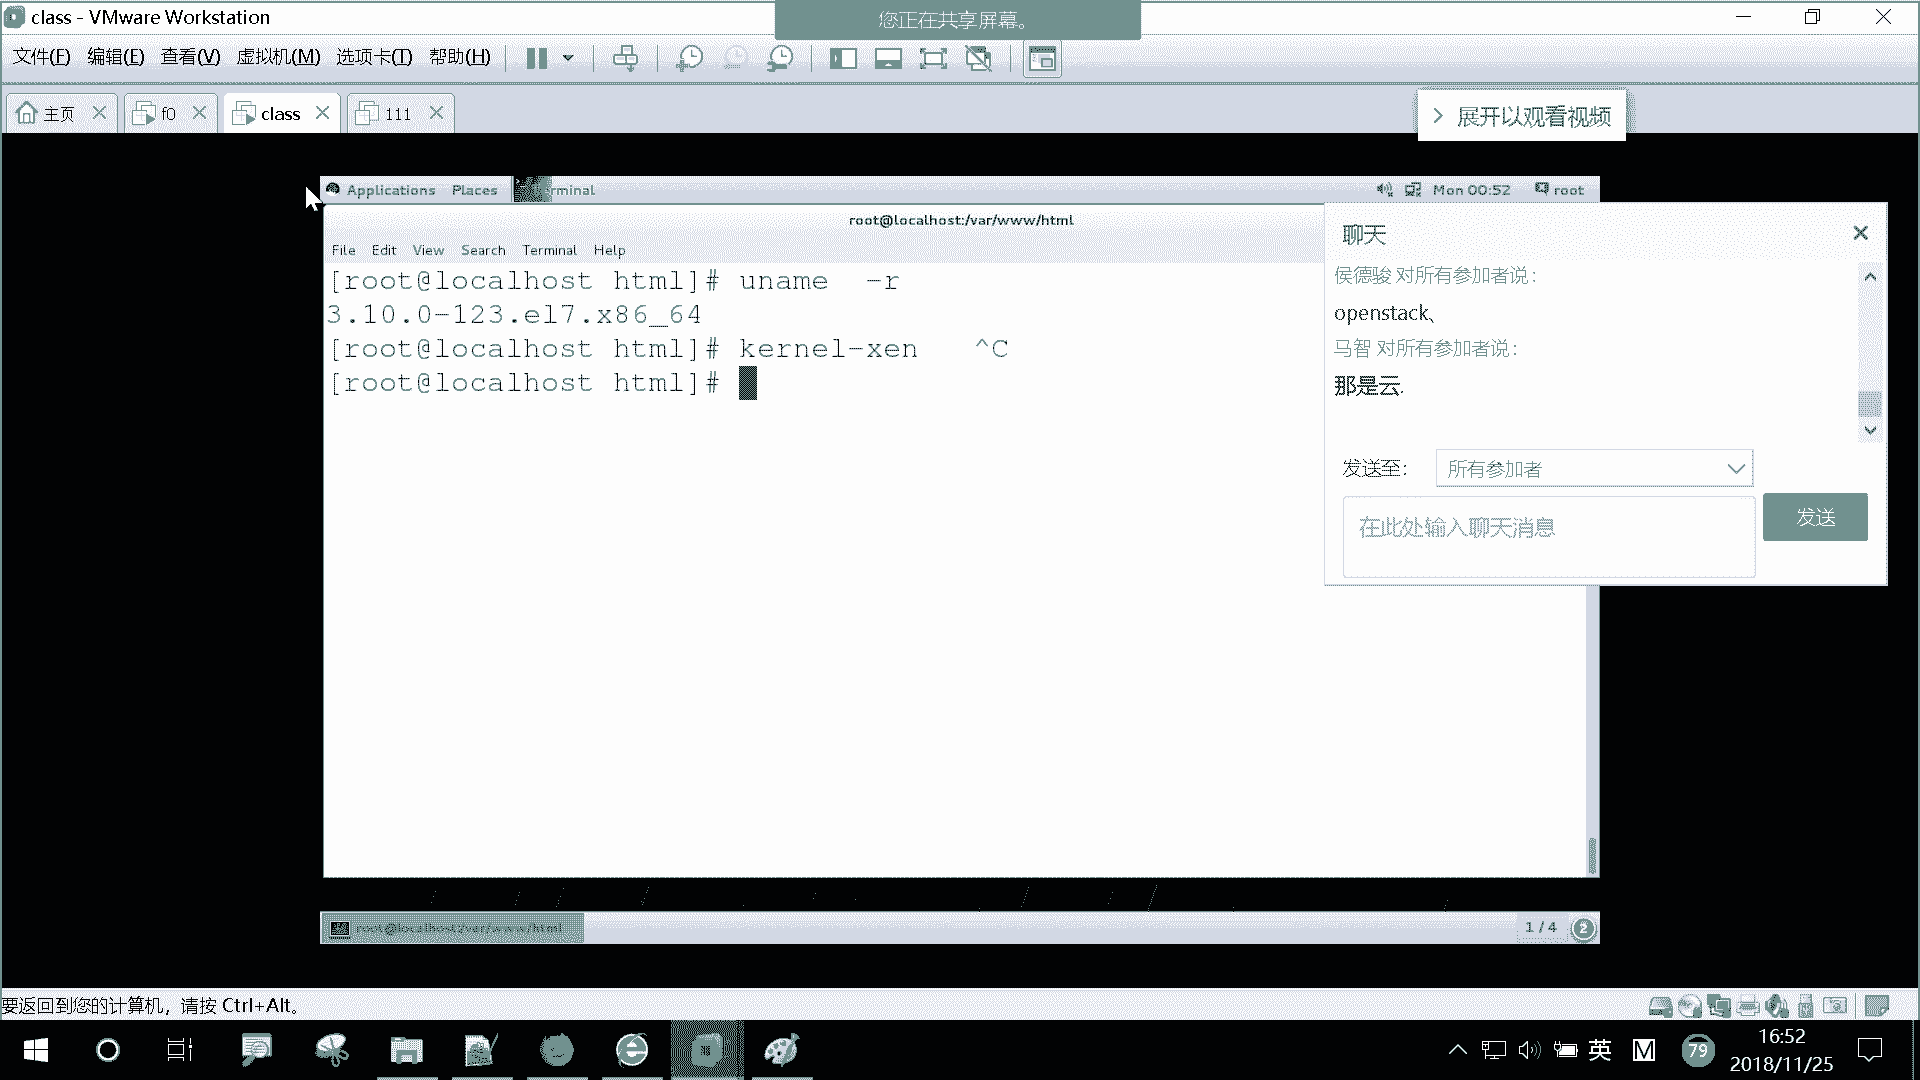 class - VMware Workstation
您正在共享屏幕。
文件(F) 编辑(E) 查看(V) 虚拟机(M) 选项卡(T) 帮助(H)
主页 f0 class 111
展开以观看视频
Applications Places Mon 00:52 root
root@localhost:/var/www/html
File Edit View Search Terminal Help
[root@localhost html]# uname -r
3.10.0-123.el7.x86_64
[root@localhost html]# kernel-xen ^C
[root@localhost html]#
聊天
侯德骏 对所有参加者说：
openstack、
马智 对所有参加者说：
那是云.
发送至： 所有参加者
在此处输入聊天消息
发送
root@localhost:/var/www/html
1 / 4 2
要返回到您的计算机，请按 Ctrl+Alt。
英 M 79
16:52
2018/11/25